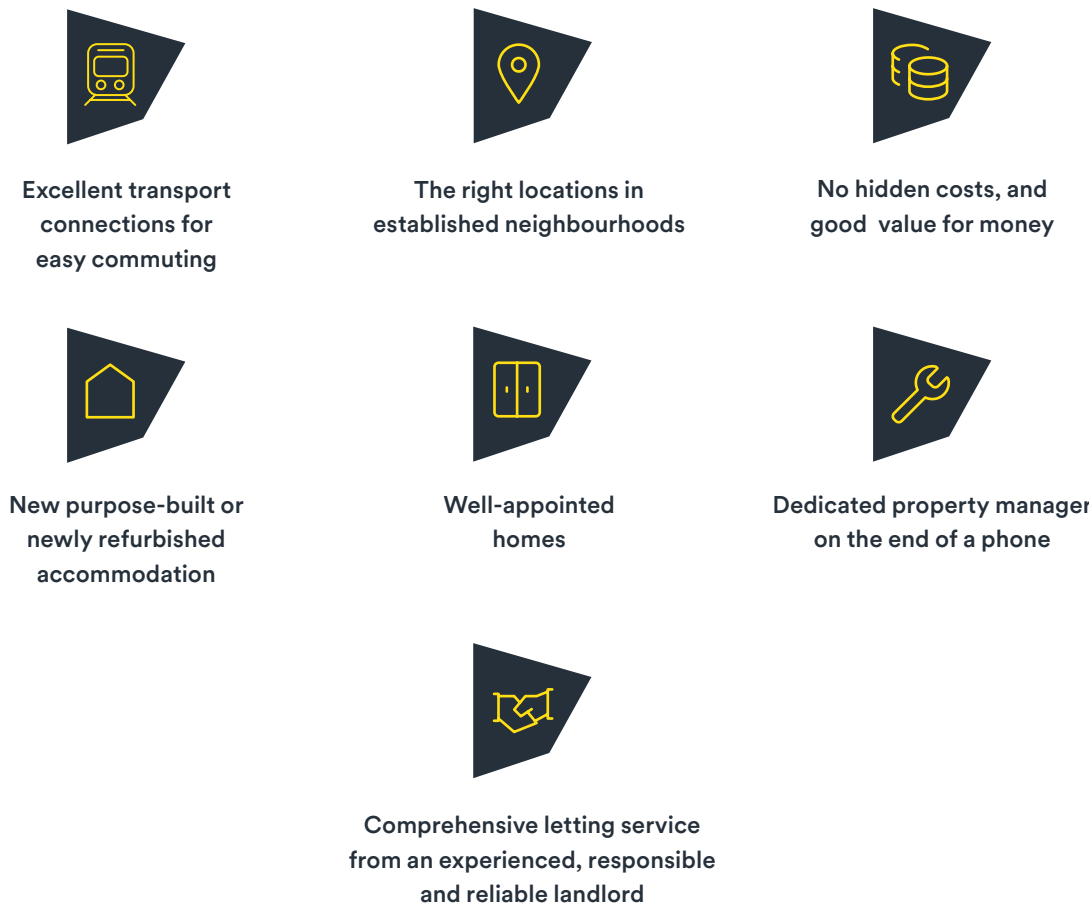 Excellent transport
connections for
easy commuting
The right locations in
established neighbourhoods
No hidden costs, and
good  value for money
New purpose-built or
newly refurbished
accommodation
Well-appointed
homes
Dedicated property manager
on the end of a phone
Comprehensive letting service
from an experienced, responsible
and reliable landlord